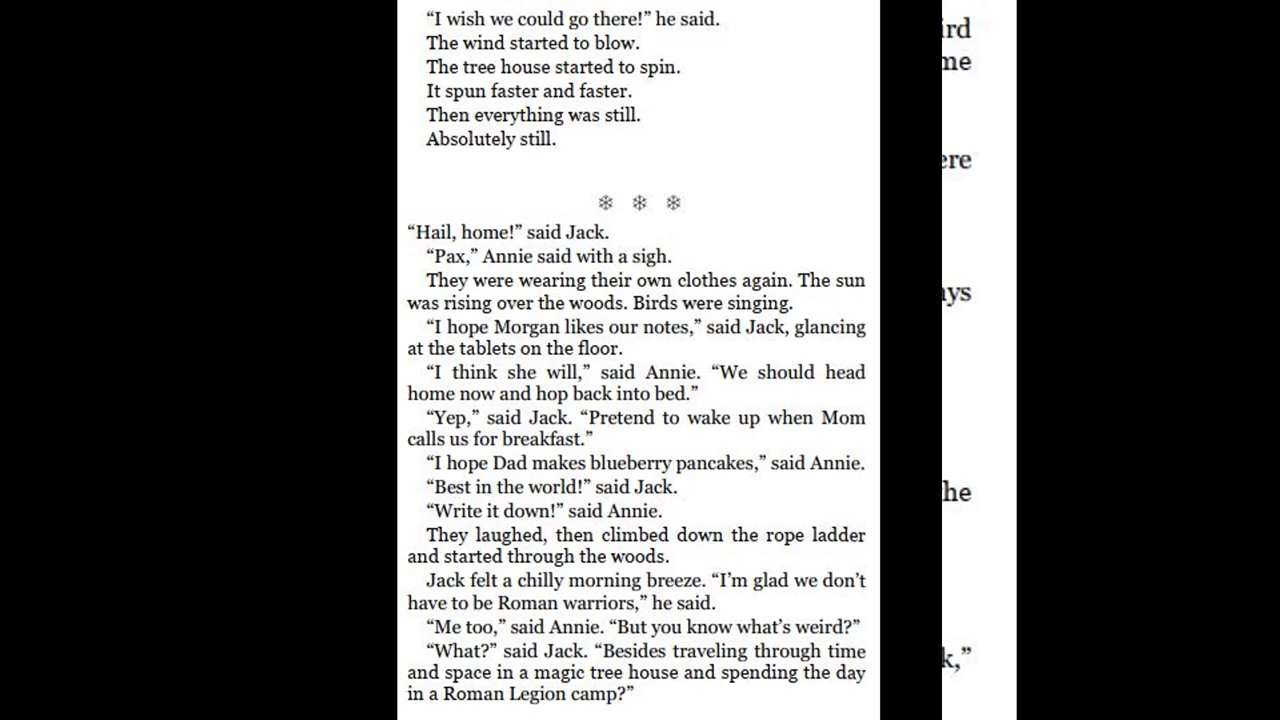 “I wish we could go there!” he said.
The wind started to blow.
The tree house started to spin.
It spun faster and faster.
Then everything was still.
Absolutely still.
“Hail, home!” said Jack.
“Pax,” Annie said with a sigh.
They were wearing their own clothes again. The sun
was rising over the woods. Birds were singing.
“I hope Morgan likes our notes,” said Jack, glancing
at the tablets on the floor.
“I think she will,” said Annie. “We should head
home now and hop back into bed.”
“Yep,” said Jack. “Pretend to wake up when Mom
calls us for breakfast.”
“I hope Dad makes blueberry pancakes,” said Annie.
“Best in the world!” said Jack.
“Write it down!” said Annie.
They laughed, then climbed down the rope ladder
and started through the woods.
Jack felt a chilly morning breeze. “I’m glad we don’t
have to be Roman warriors,” he said.
“Me too,” said Annie. “But you know what’s weird?”
“What?” said Jack. “Besides traveling through time
and space in a magic tree house and spending the day
in a Roman Legion camp?”